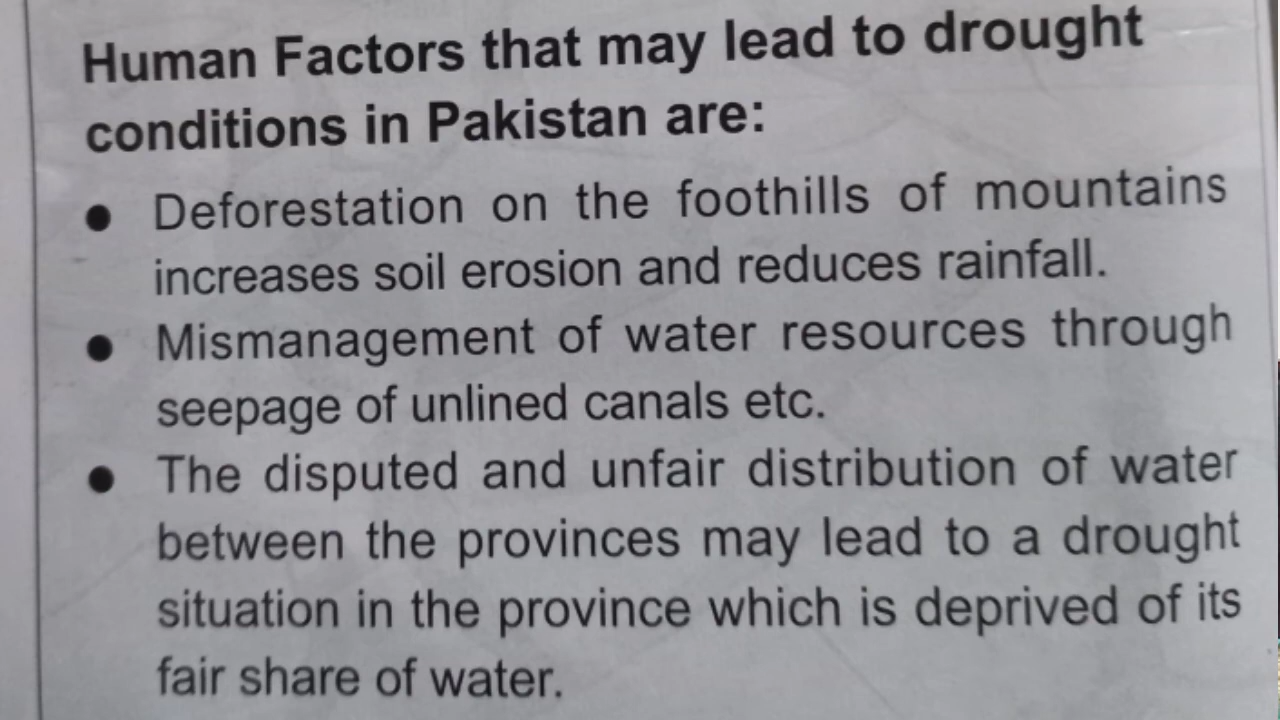 Human Factors that may lead to drought
conditions in Pakistan are:
● Deforestation on the foothills of mountains
increases soil erosion and reduces rainfall.
● Mismanagement of water resources through
seepage of unlined canals etc.
● The disputed and unfair distribution of water
between the provinces may lead to a drought
situation in the province which is deprived of its
fair share of water.